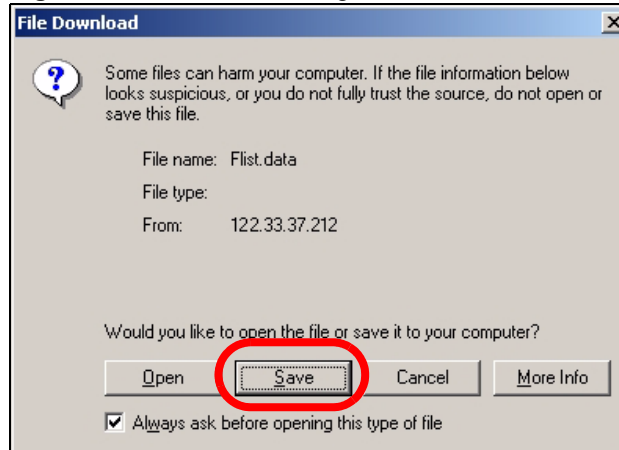 File Download
Some files can harm your computer. If the file information below
looks suspicious, or you do not fully trust the source, do not open or
save this file.
File name: Flist.data
File type:
From: 122.33.37.212
Would you like to open the file or save it to your computer?
Open Save Cancel More Info
Always ask before opening this type of file